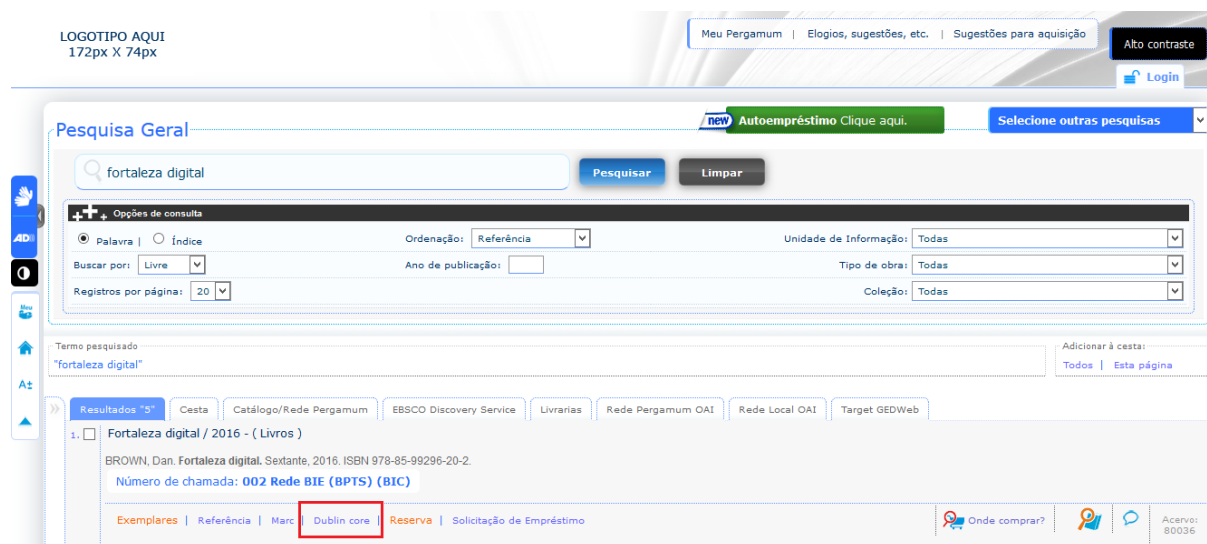 LOGOTIPO AQUI
172px X 74px
Meu Pergamum | Elogios, sugestões, etc. | Sugestões para aquisição
Alto contraste
Login
Pesquisa Geral
new Autoempréstimo Clique aqui.
Selecione outras pesquisas
fortaleza digital
Pesquisar
Limpar
Opções de consulta
Palavra | Índice
Ordenação: Referência
Unidade de Informação: Todas
Buscar por: Livre
Ano de publicação:
Tipo de obra: Todas
Registros por página: 20
Coleção: Todas
Meu
A±
Termo pesquisado
"fortaleza digital"
Adicionar à cesta:
Todos | Esta página
Resultados "5" Cesta Catálogo/Rede Pergamum EBSCO Discovery Service Livrarias Rede Pergamum OAI Rede Local OAI Target GEDWeb
1. Fortaleza digital / 2016 - ( Livros )
BROWN, Dan. Fortaleza digital. Sextante, 2016. ISBN 978-85-99296-20-2.
Número de chamada: 002 Rede BIE (BPTS) (BIC)
Exemplares | Referência | Marc | Dublin core | Reserva | Solicitação de Empréstimo
Onde comprar?
Acervo:
80036